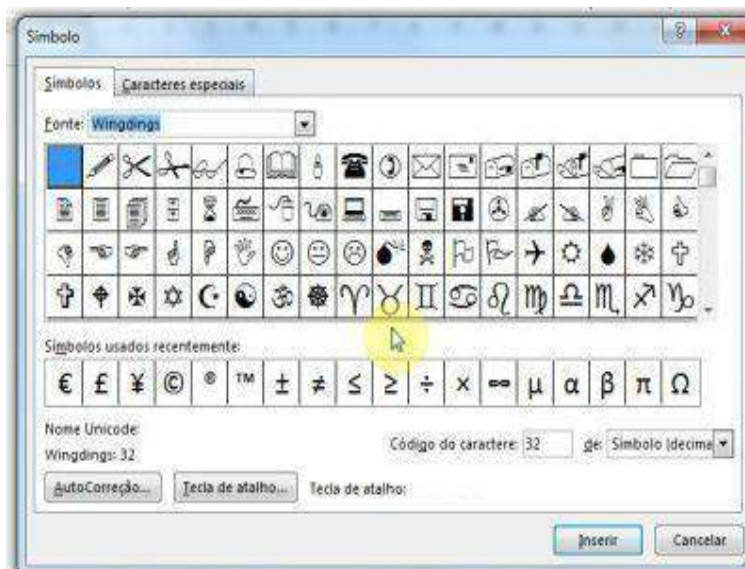 Símbolo
Símbolos Caracteres especiais
Fonte: Wingdings
Símbolos usados recentemente:
€ £ ¥ © ® ™ ± ≠ ≤ ≥ ÷ × ∞ µ α β π Ω
Nome Unicode:
Wingdings: 32
Código do caractere: 32 de: Símbolo (decima
AutoCorreção... Tecla de atalho... Tecla de atalho:
Inserir Cancelar